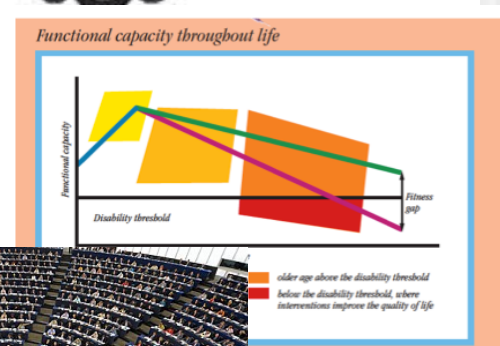 Functional capacity throughout life
Functional capacity
Fitness
gap
Disability threshold
older age above the disability threshold
below the disability threshold, where
interventions improve the quality of life